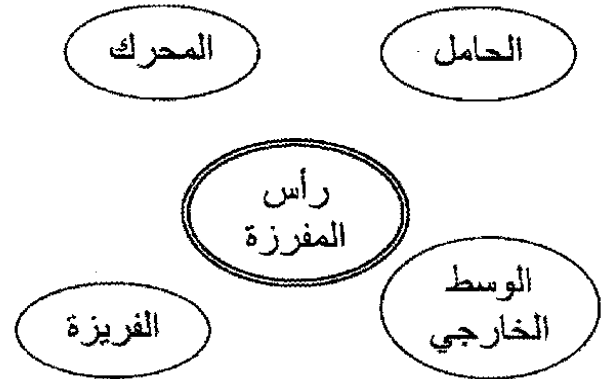 الحامل
المحرك
رأس
المفرزة
الوسط
الخارجي
الفريزة